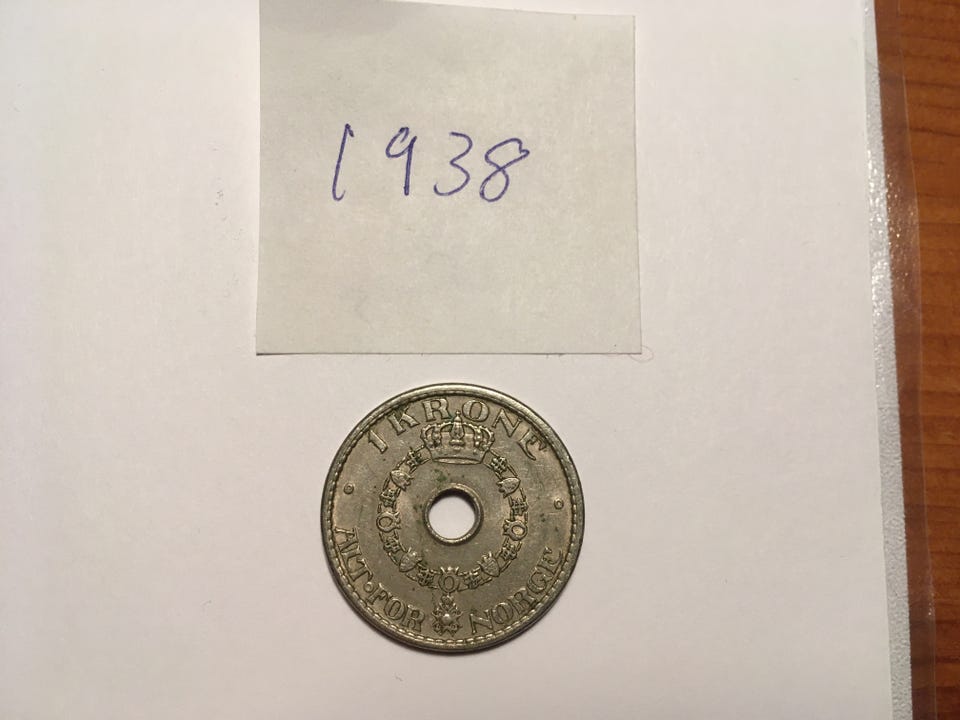 1938
1 KRONE
ALT·FOR NORGE